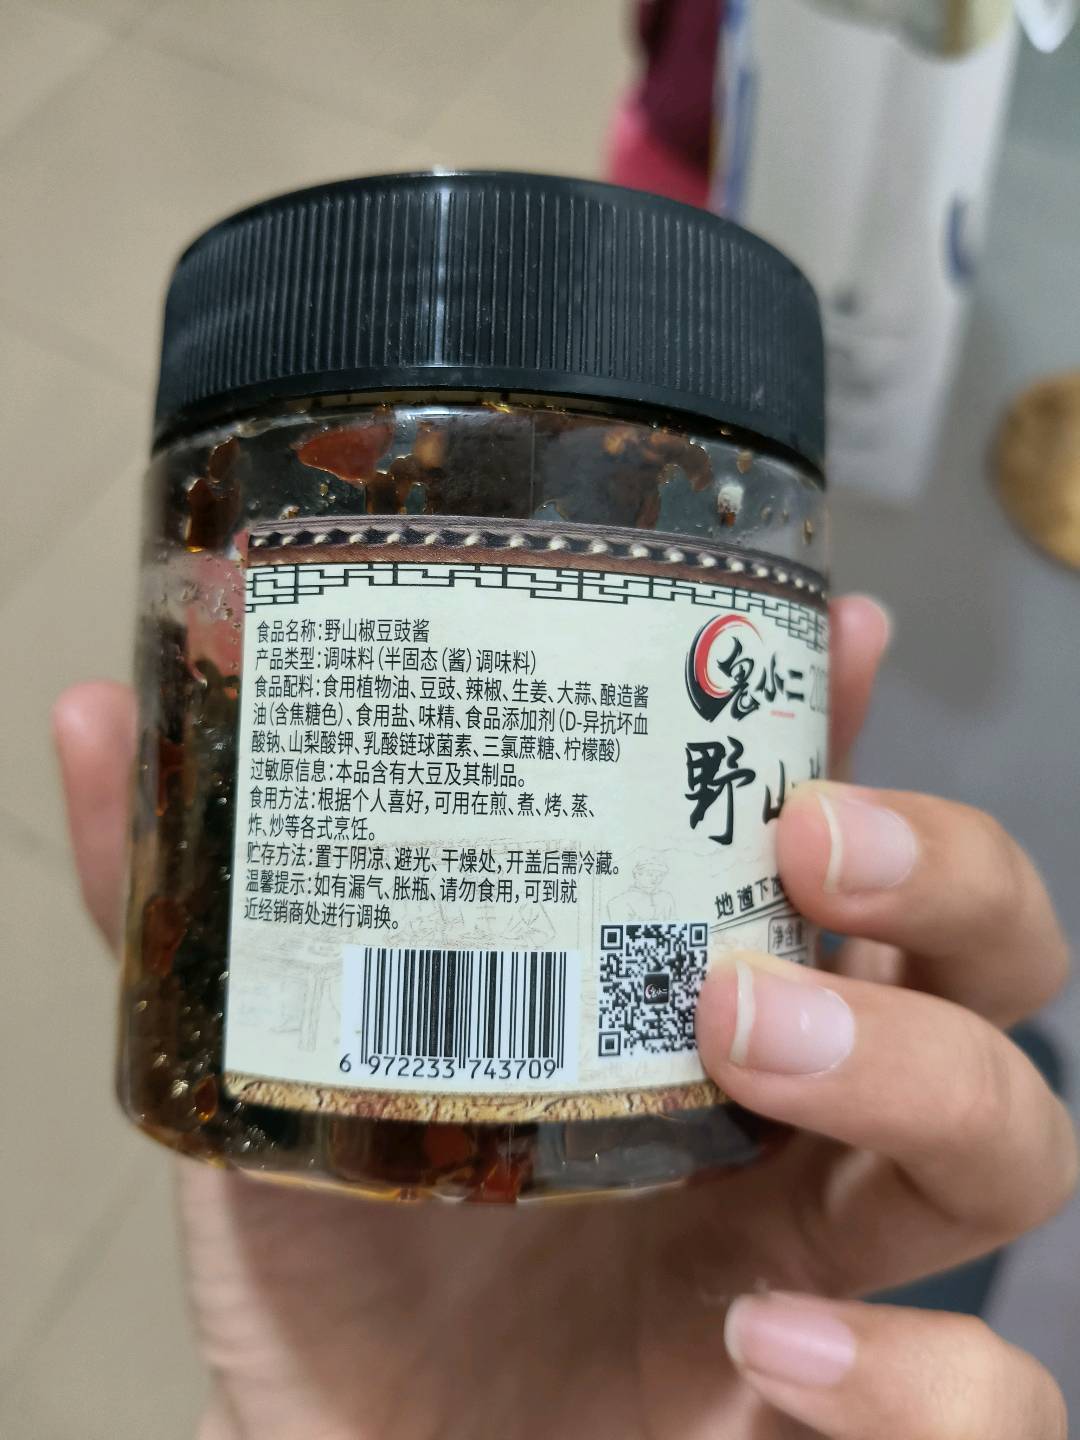 食品名称:野山椒豆豉酱
产品类型:调味料(半固态(酱)调味料)
食品配料:食用植物油、豆豉、辣椒、生姜、大蒜、酿造酱
油(含焦糖色)、食用盐、味精、食品添加剂(D-异抗坏血
酸钠、山梨酸钾、乳酸链球菌素、三氯蔗糖、柠檬酸)
过敏原信息:本品含有大豆及其制品。
食用方法:根据个人喜好,可用在煎、煮、烤、蒸、
炸、炒等各式烹饪。
贮存方法:置于阴凉、避光、干燥处,开盖后需冷藏。
温馨提示:如有漏气、胀瓶、请勿食用,可到就
近经销商处进行调换。
6 972233 743709
鬼小二
野山
地道下
净含量